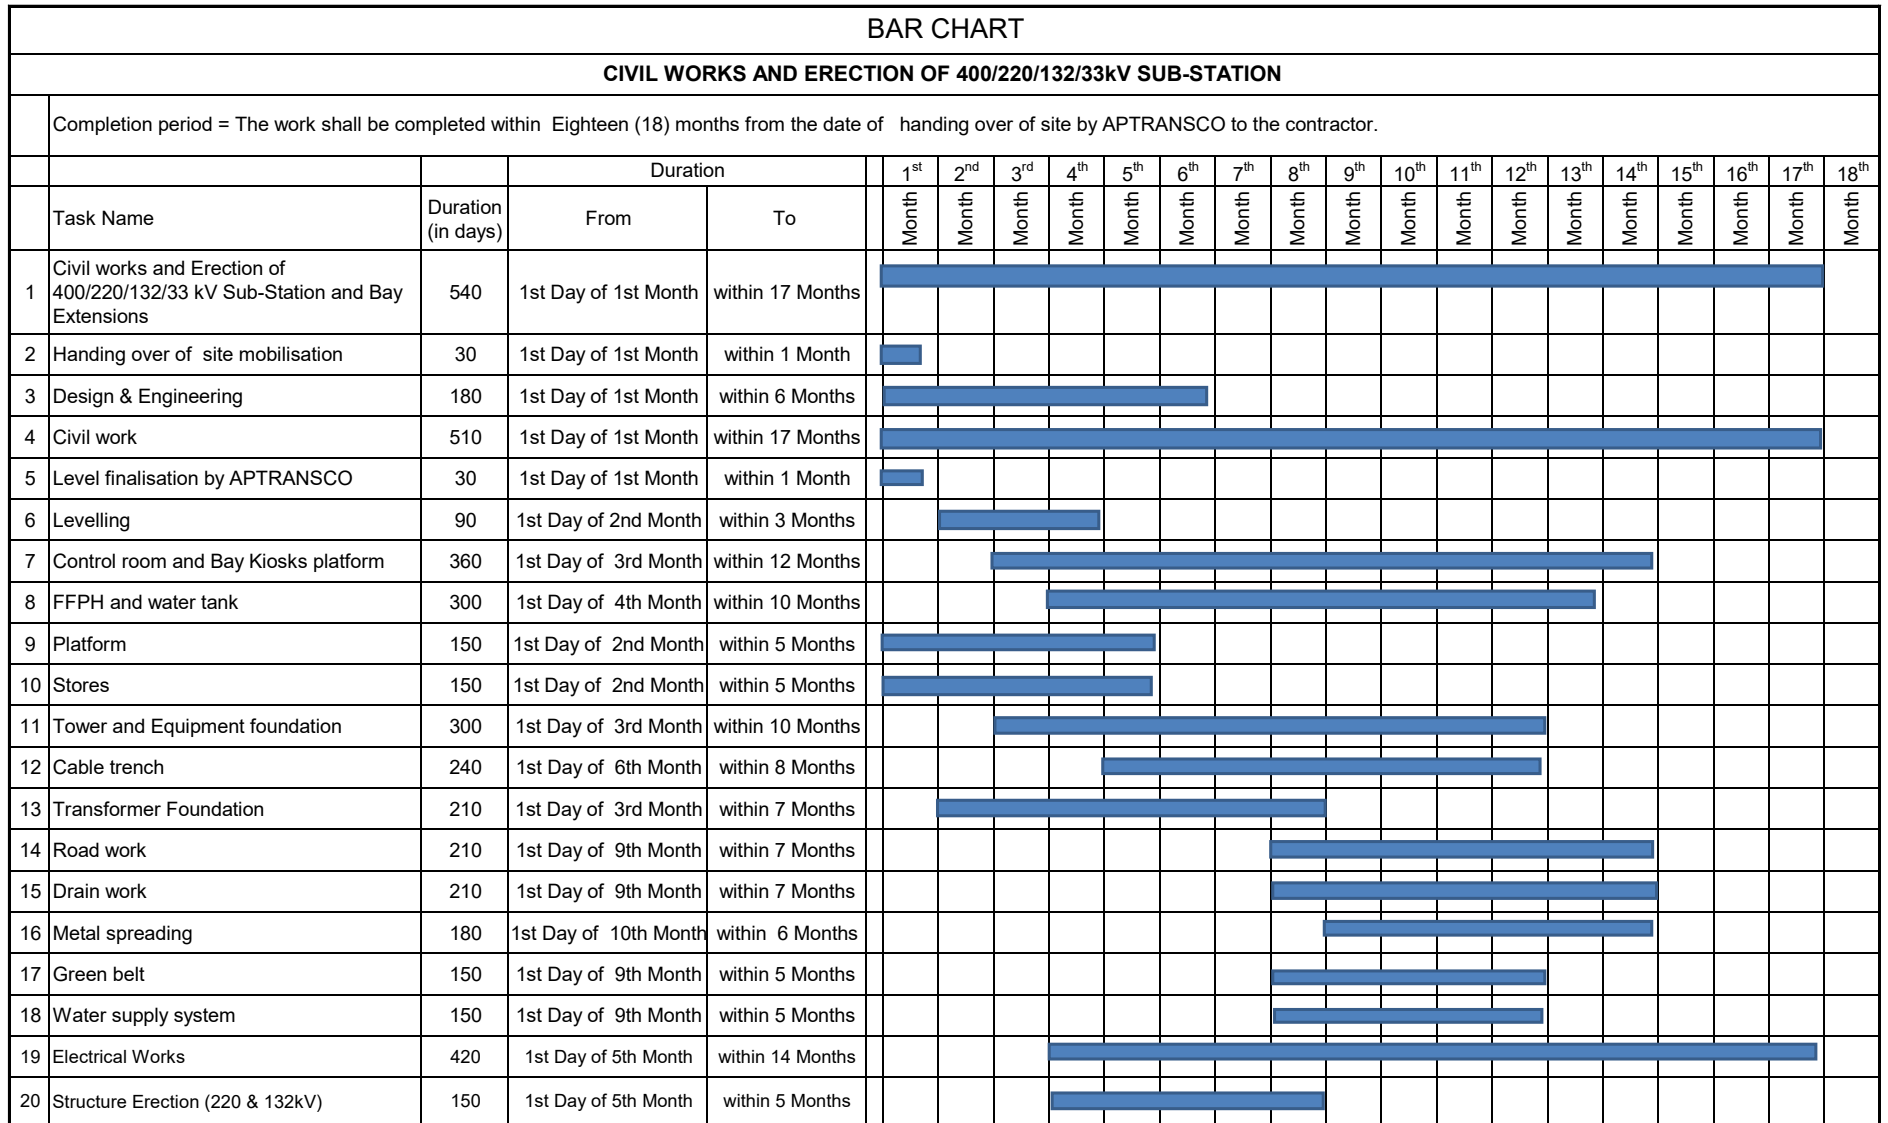 BAR CHART
CIVIL WORKS AND ERECTION OF 400/220/132/33kV SUB-STATION
Completion period = The work shall be completed within Eighteen (18) months from the date of handing over of site by APTRANSCO to the contractor.
Duration 1st 2nd 3rd 4th 5th 6th 7th 8th 9th 10th 11th 12th 13th 14th 15th 16th 17th 18th
Task Name Duration (in days) From To Month Month Month Month Month Month Month Month Month Month Month Month Month Month Month Month Month Month
1 Civil works and Erection of 400/220/132/33 kV Sub-Station and Bay Extensions 540 1st Day of 1st Month within 17 Months
2 Handing over of site mobilisation 30 1st Day of 1st Month within 1 Month
3 Design & Engineering 180 1st Day of 1st Month within 6 Months
4 Civil work 510 1st Day of 1st Month within 17 Months
5 Level finalisation by APTRANSCO 30 1st Day of 1st Month within 1 Month
6 Levelling 90 1st Day of 2nd Month within 3 Months
7 Control room and Bay Kiosks platform 360 1st Day of 3rd Month within 12 Months
8 FFPH and water tank 300 1st Day of 4th Month within 10 Months
9 Platform 150 1st Day of 2nd Month within 5 Months
10 Stores 150 1st Day of 2nd Month within 5 Months
11 Tower and Equipment foundation 300 1st Day of 3rd Month within 10 Months
12 Cable trench 240 1st Day of 6th Month within 8 Months
13 Transformer Foundation 210 1st Day of 3rd Month within 7 Months
14 Road work 210 1st Day of 9th Month within 7 Months
15 Drain work 210 1st Day of 9th Month within 7 Months
16 Metal spreading 180 1st Day of 10th Month within 6 Months
17 Green belt 150 1st Day of 9th Month within 5 Months
18 Water supply system 150 1st Day of 9th Month within 5 Months
19 Electrical Works 420 1st Day of 5th Month within 14 Months
20 Structure Erection (220 & 132kV) 150 1st Day of 5th Month within 5 Months